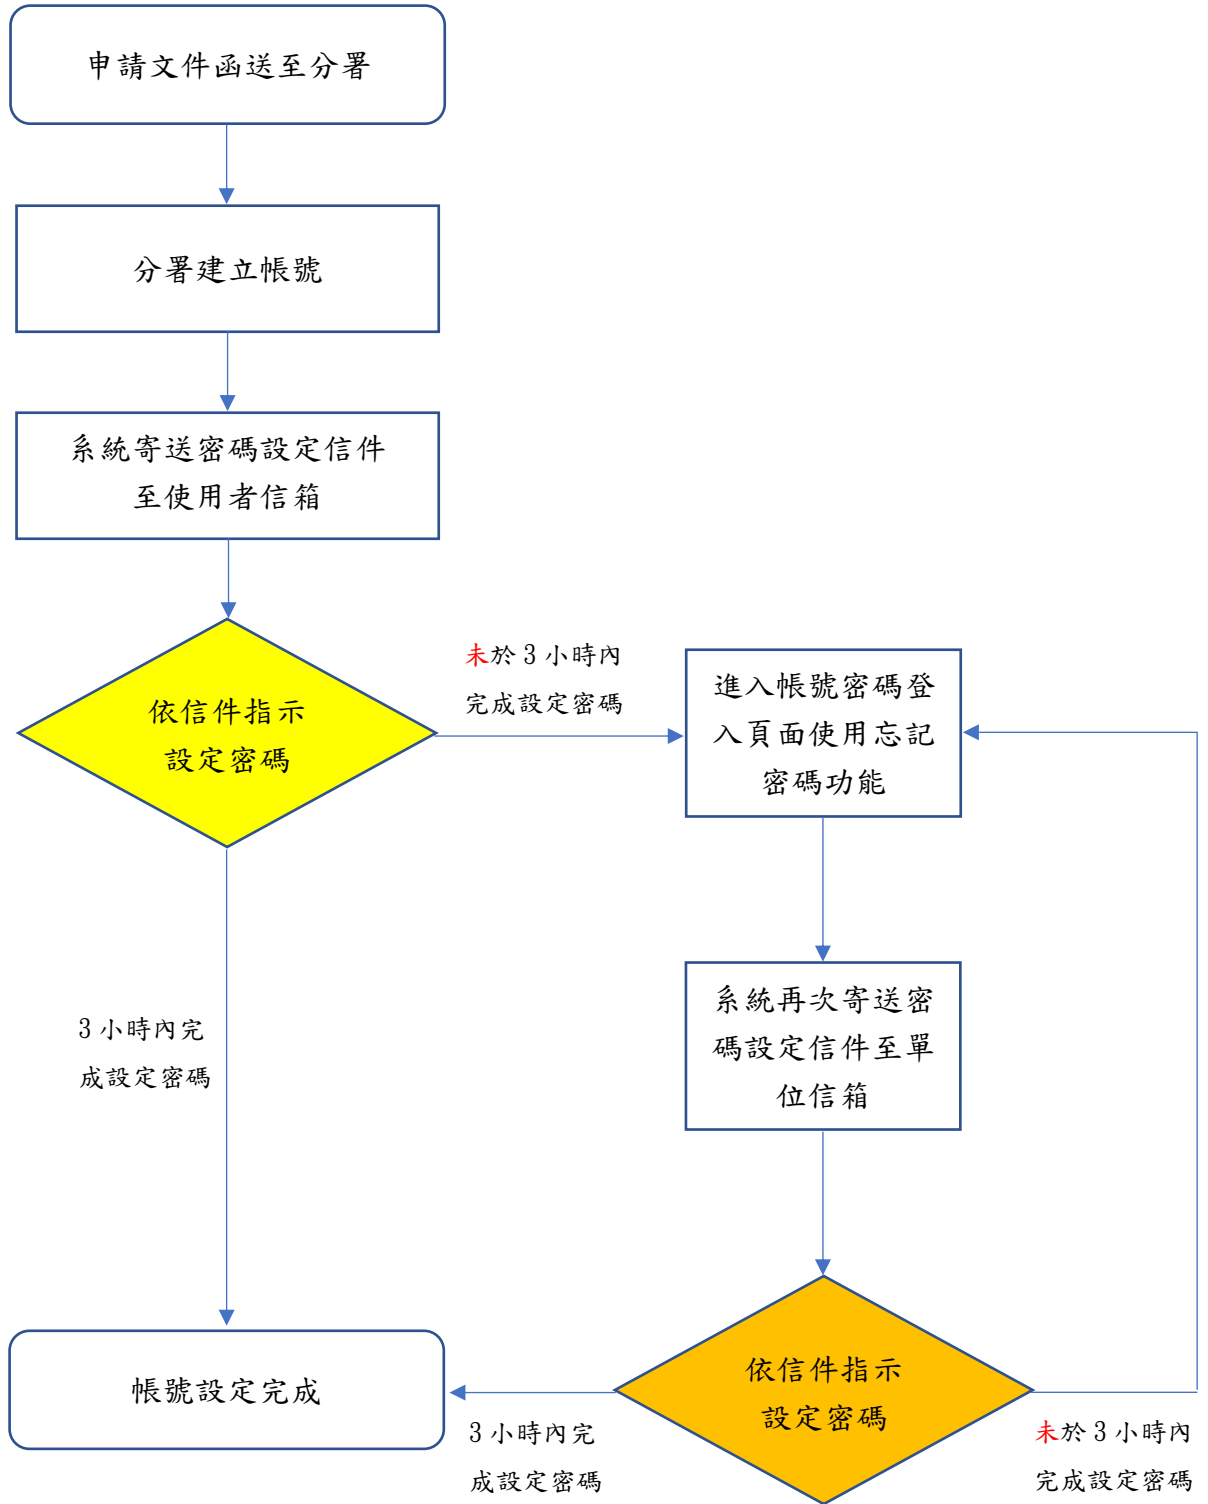 申請文件函送至分署
分署建立帳號
系統寄送密碼設定信件
至使用者信箱
依信件指示
設定密碼
未於 3 小時內
完成設定密碼
進入帳號密碼登
入頁面使用忘記
密碼功能
系統再次寄送密
碼設定信件至單
位信箱
3 小時內完
成設定密碼
帳號設定完成
依信件指示
設定密碼
3 小時內完
成設定密碼
未於 3 小時內
完成設定密碼